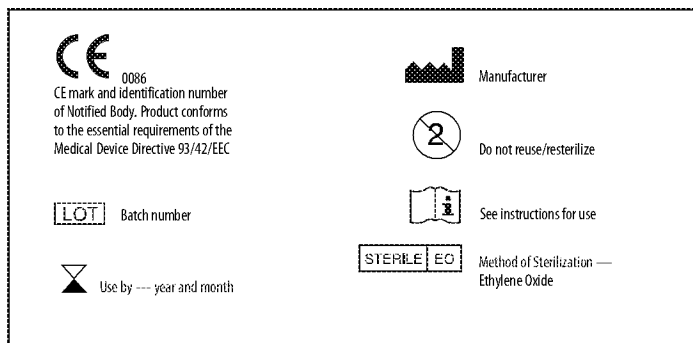 CE 0086
CE mark and identification number
of Notified Body. Product conforms
to the essential requirements of the
Medical Device Directive 93/42/EEC
LOT Batch number
Use by --- year and month
Manufacturer
2 Do not reuse/resterilize
See instructions for use
STERILE EO Method of Sterilization —
Ethylene Oxide